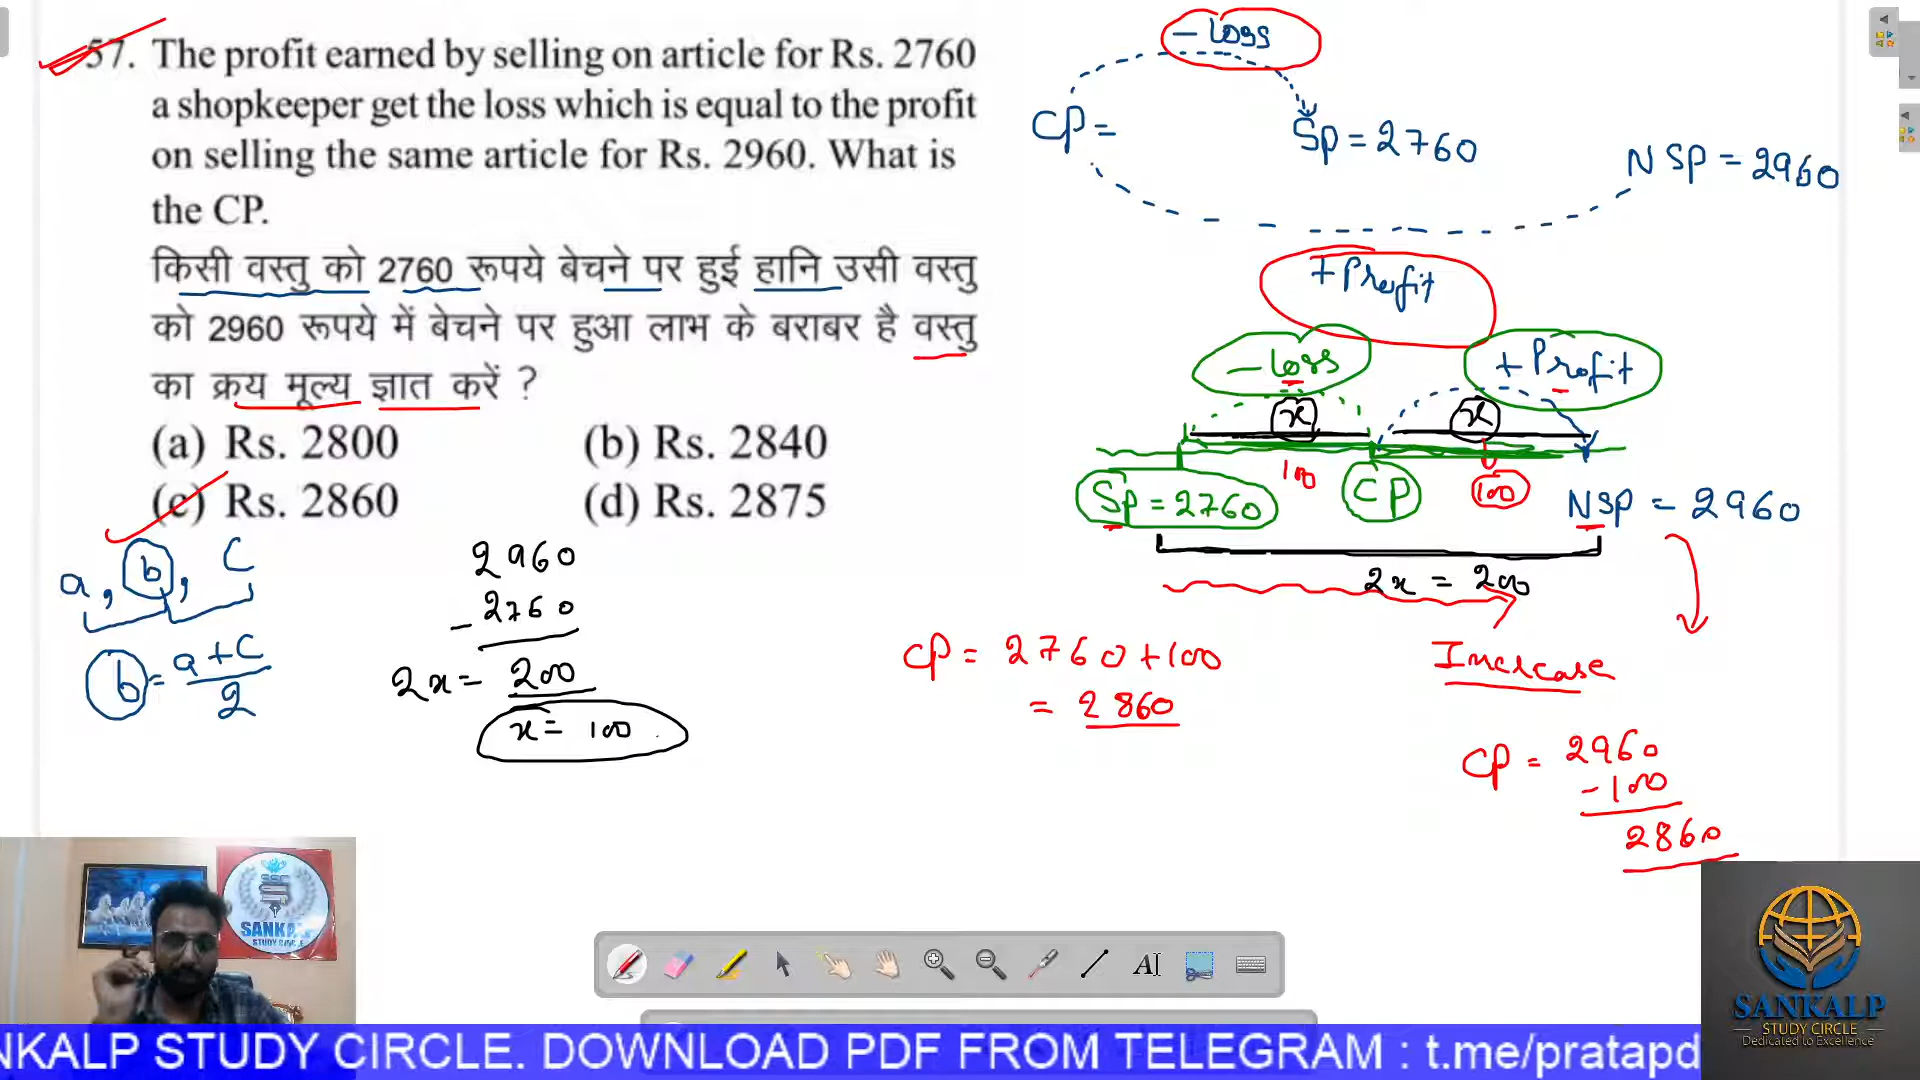 57. The profit earned by selling on article for Rs. 2760
a shopkeeper get the loss which is equal to the profit
on selling the same article for Rs. 2960. What is
the CP.
किसी वस्तु को 2760 रूपये बेचने पर हुई हानि उसी वस्तु
को 2960 रूपये में बेचने पर हुआ लाभ के बराबर है वस्तु
का क्रय मूल्य ज्ञात करें ?
(a) Rs. 2800 (b) Rs. 2840
(c) Rs. 2860 (d) Rs. 2875
a, b, c
b = a+c
2
2960
- 2760
2x = 200
x = 100
- loss
CP =
Sp = 2760
NSP = 2960
+ Profit
- loss
+ Profit
x
x
100
100
Sp = 2760
CP
NSP = 2960
2x = 200
CP = 2760+100
= 2860
Increase
CP = 2960
-100
2860
SANKALP
STUDY CIRCLE
Dedicated to Excellence
NKALP STUDY CIRCLE. DOWNLOAD PDF FROM TELEGRAM : t.me/pratapd